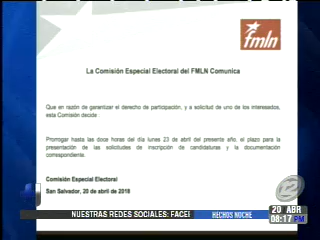 fmln
La Comisión Especial Electoral del FMLN Comunica
Que en razón de garantizar el derecho de participación, y a solicitud de uno de los interesados,
esta Comisión decide:
Prorrogar hasta las doce horas del día lunes 23 de abril del presente año, el plazo para la
presentación de las solicitudes de inscripción de candidaturas y la documentación
correspondiente.
Comisión Especial Electoral
San Salvador, 20 de abril de 2018
2
20 ABR
NUESTRAS REDES SOCIALES: FACE
HECHOS NOCHE
08:17 PM